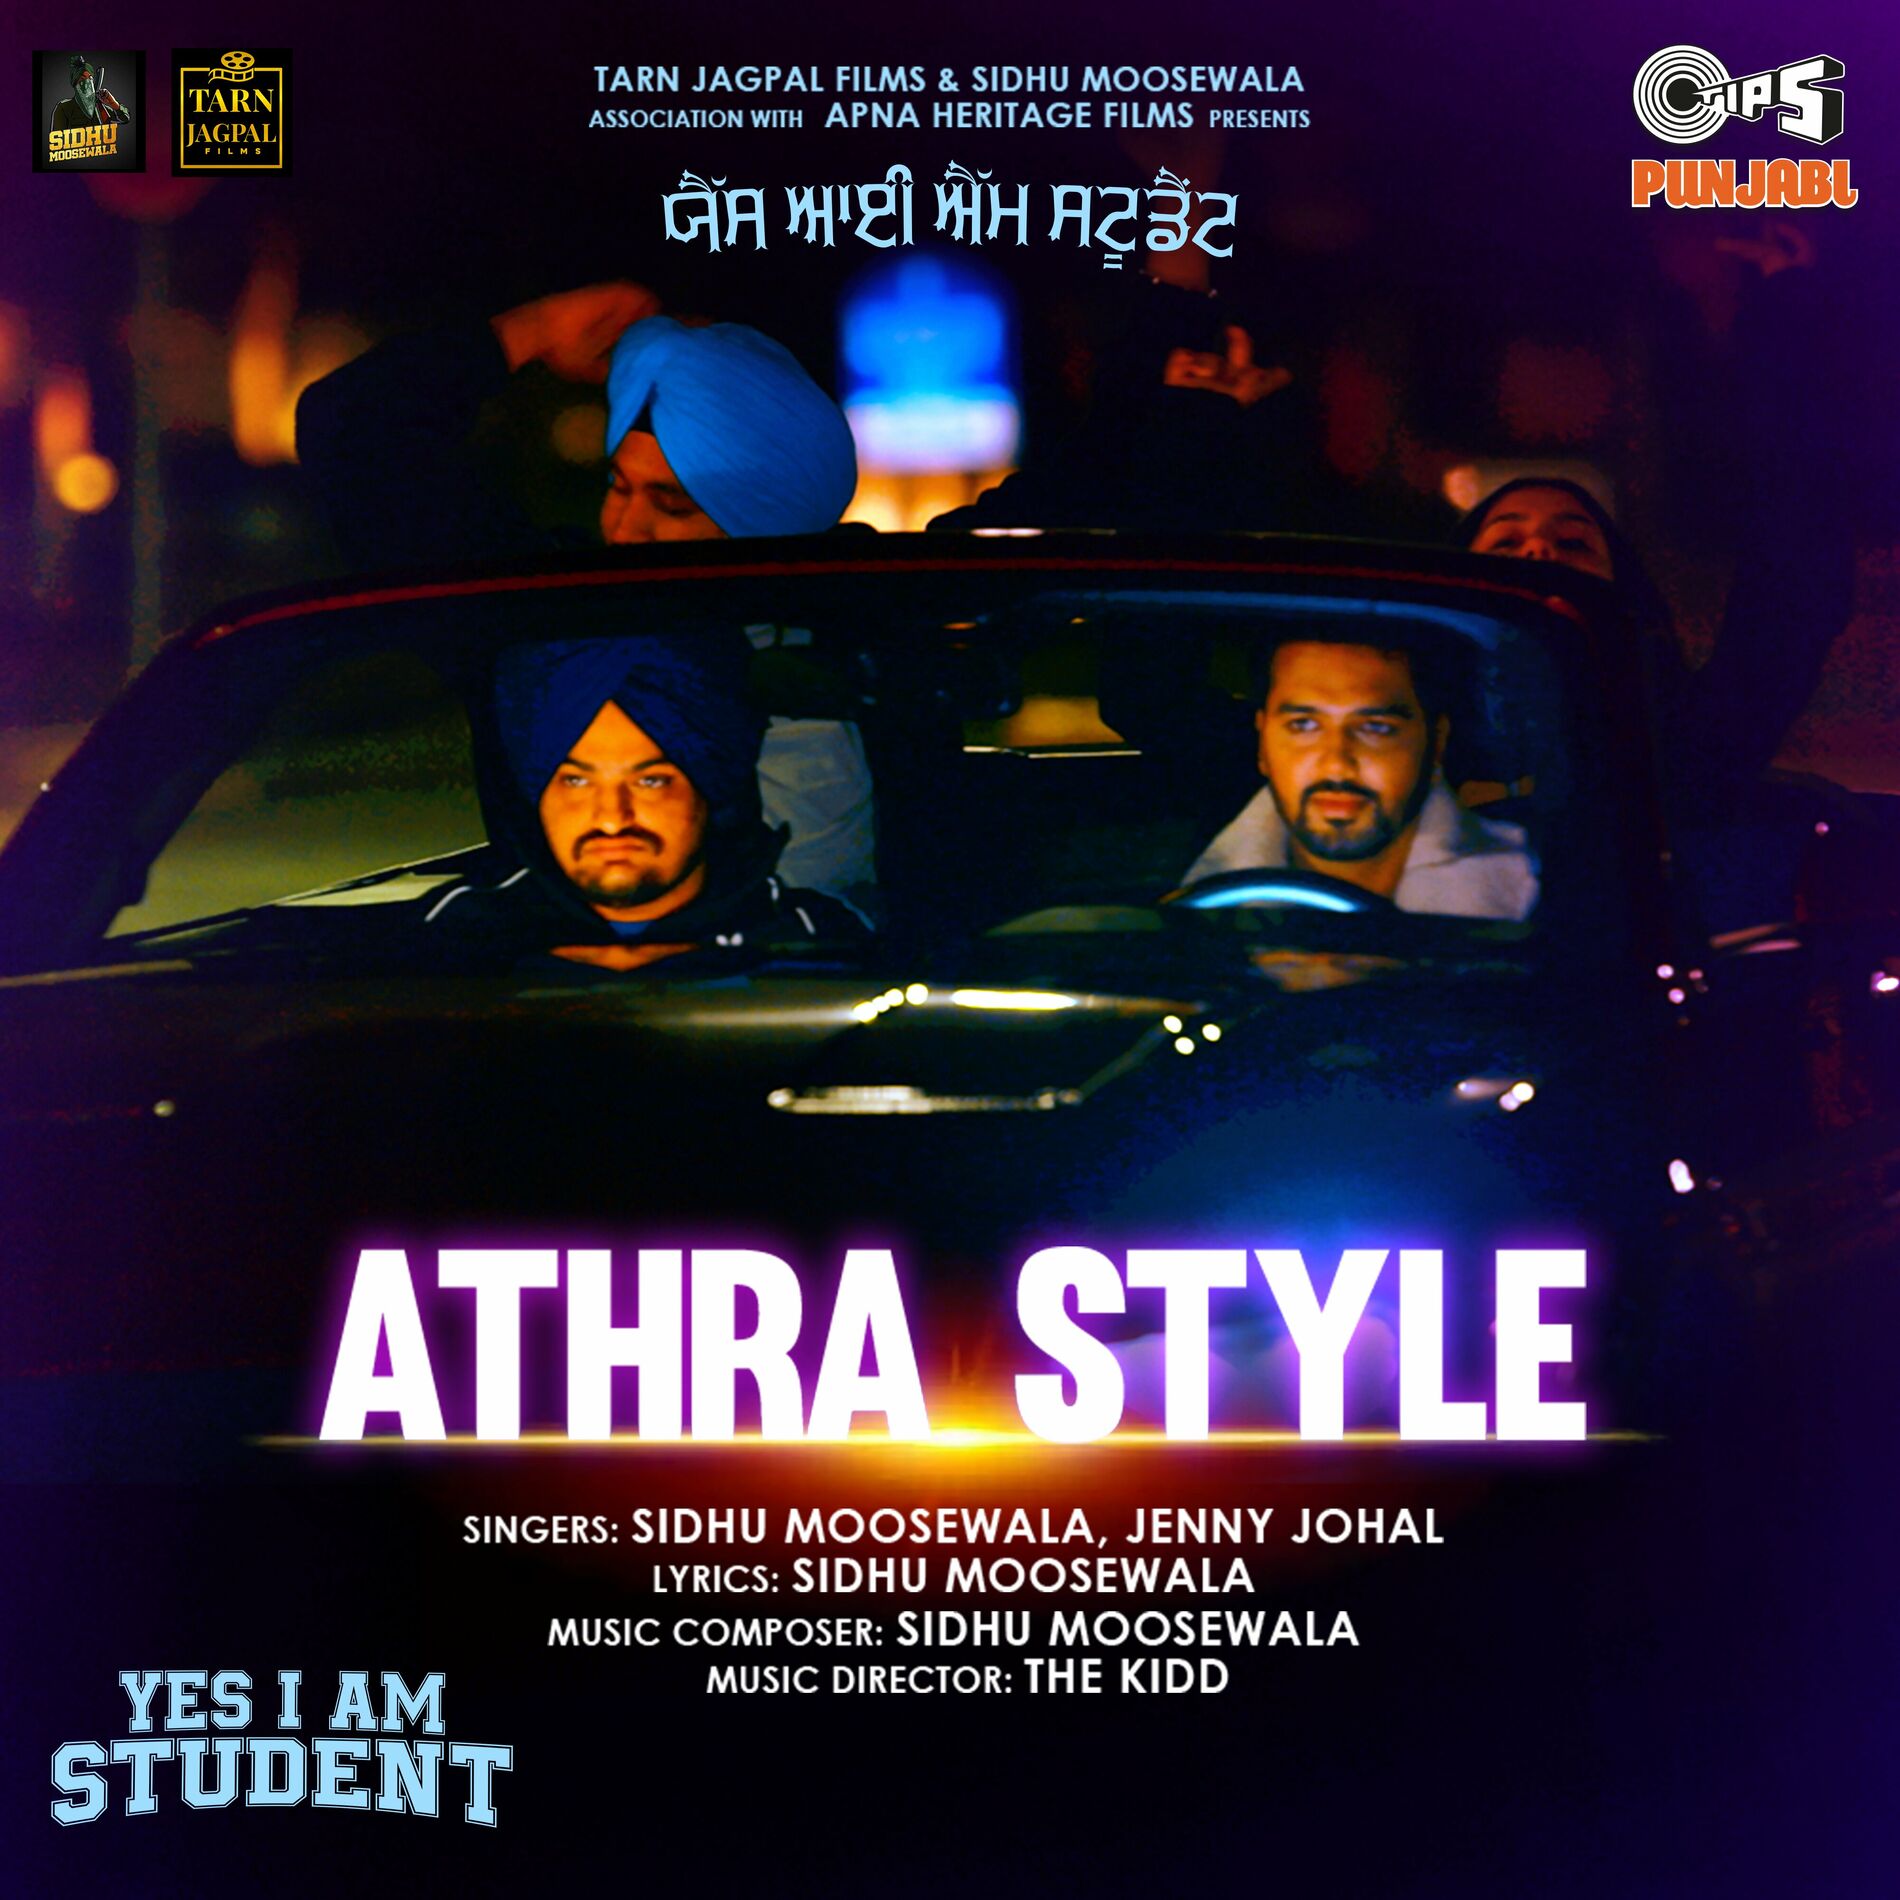 SIDHU
MOOSEWALA
TARN
JAGPAL
FILMS
TARN JAGPAL FILMS & SIDHU MOOSEWALA
ASSOCIATION WITH APNA HERITAGE FILMS PRESENTS
TIPS
PUNJABI
ਯੈੱਸ ਆਈ ਐੱਮ ਸਟੂਡੈਂਟ
ATHRA STYLE
SINGERS: SIDHU MOOSEWALA, JENNY JOHAL
LYRICS: SIDHU MOOSEWALA
MUSIC COMPOSER: SIDHU MOOSEWALA
MUSIC DIRECTOR: THE KIDD
YES I AM
STUDENT